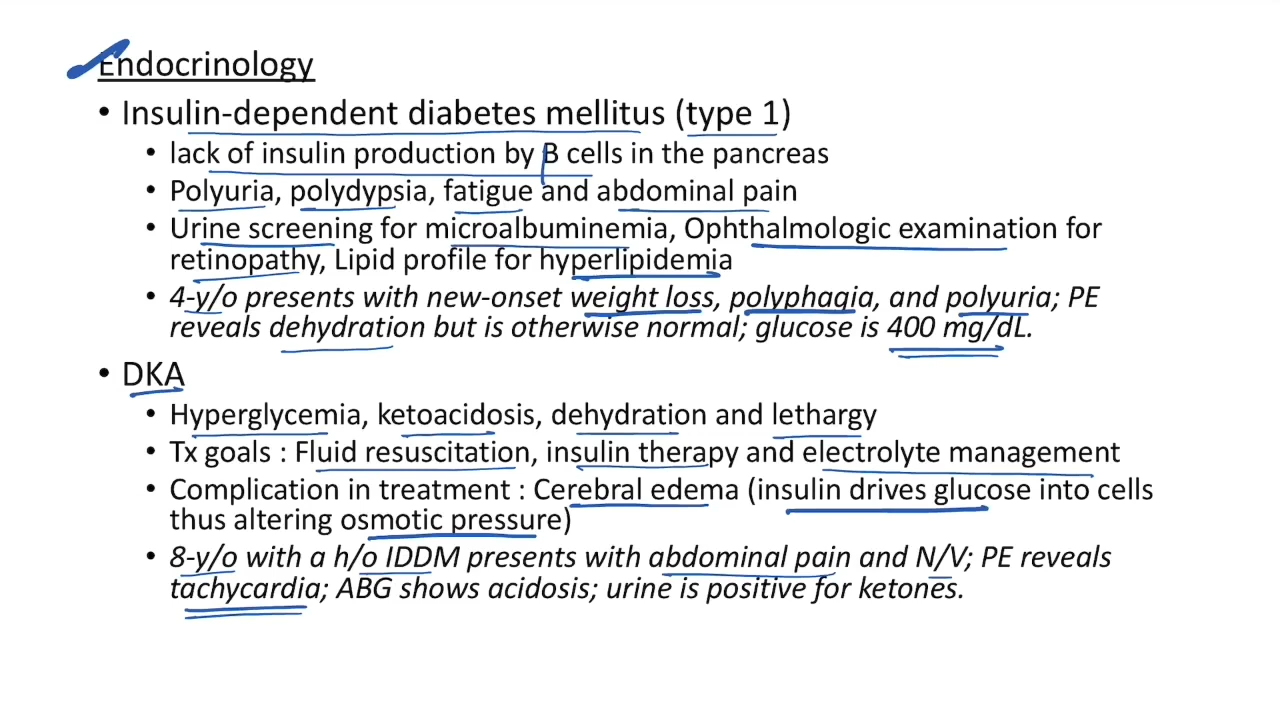 Endocrinology
• Insulin-dependent diabetes mellitus (type 1)
• lack of insulin production by B cells in the pancreas
• Polyuria, polydypsia, fatigue and abdominal pain
• Urine screening for microalbuminemia, Ophthalmologic examination for
retinopathy, Lipid profile for hyperlipidemia
• 4-y/o presents with new-onset weight loss, polyphagia, and polyuria; PE
reveals dehydration but is otherwise normal; glucose is 400 mg/dL.
• DKA
• Hyperglycemia, ketoacidosis, dehydration and lethargy
• Tx goals : Fluid resuscitation, insulin therapy and electrolyte management
• Complication in treatment : Cerebral edema (insulin drives glucose into cells
thus altering osmotic pressure)
• 8-y/o with a h/o IDDM presents with abdominal pain and N/V; PE reveals
tachycardia; ABG shows acidosis; urine is positive for ketones.